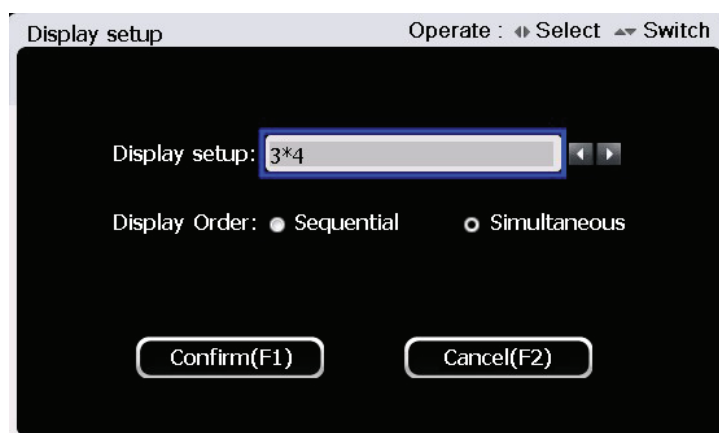 Display setup Operate : Select Switch
Display setup: 3*4
Display Order: Sequential Simultaneous
Confirm(F1) Cancel(F2)